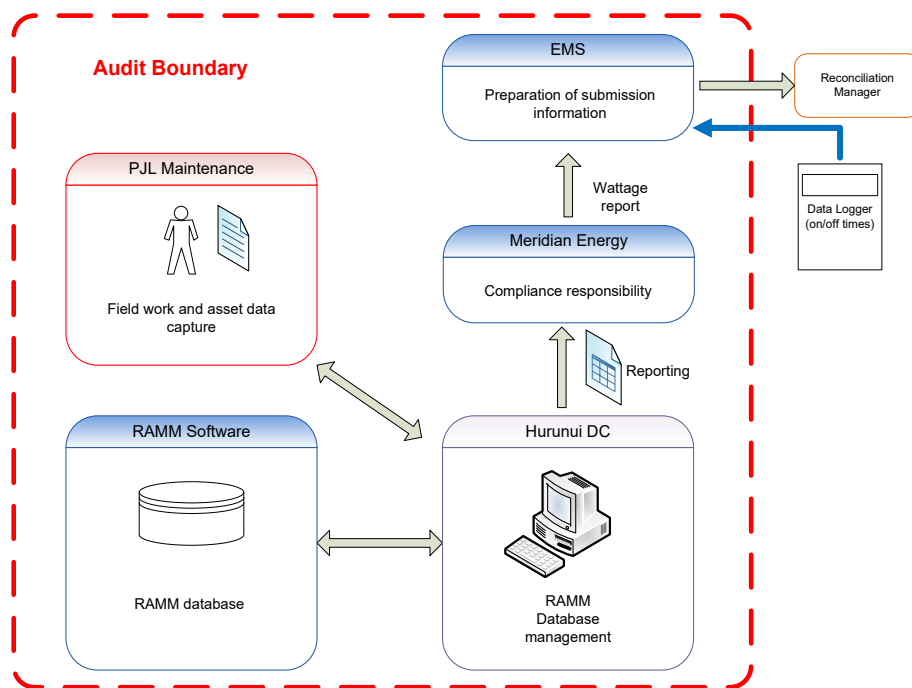 Audit Boundary
EMS
Preparation of submission
information
Reconciliation
Manager
PJL Maintenance
Field work and asset data
capture
Wattage
report
Data Logger
(on/off times)
Meridian Energy
Compliance responsibility
Reporting
RAMM Software
RAMM database
Hurunui DC
RAMM
Database
management